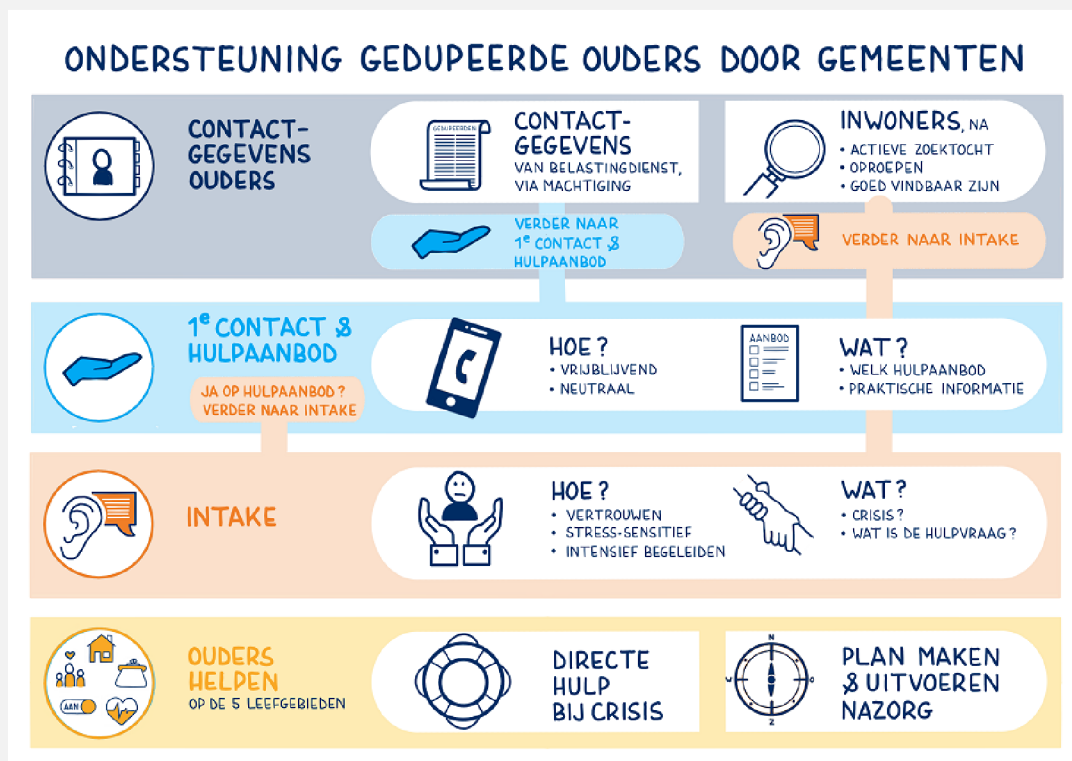 ONDERSTEUNING GEDUPEERDE OUDERS DOOR GEMEENTEN
CONTACT-
GEGEVENS
OUDERS
GEDUPEERDEN
CONTACT-
GEGEVENS
VAN BELASTINGDIENST,
VIA MACHTIGING
INWONERS, NA
• ACTIEVE ZOEKTOCHT
• OPROEPEN
• GOED VINDBAAR ZIJN
VERDER NAAR
1e CONTACT &
HULPAANBOD
VERDER NAAR INTAKE
1e CONTACT &
HULPAANBOD
JA OP HULPAANBOD?
VERDER NAAR INTAKE
HOE?
• VRIJBLIJVEND
• NEUTRAAL
AANBOD
WAT?
• WELK HULPAANBOD
• PRAKTISCHE INFORMATIE
INTAKE
HOE?
• VERTROUWEN
• STRESS-SENSITIEF
• INTENSIEF BEGELEIDEN
WAT?
• CRISIS?
• WAT IS DE HULPVRAAG?
AAN
OUDERS
HELPEN
OP DE 5 LEEFGEBIEDEN
DIRECTE
HULP
BIJ CRISIS
N
W
O
Z
PLAN MAKEN
& UITVOEREN
NAZORG